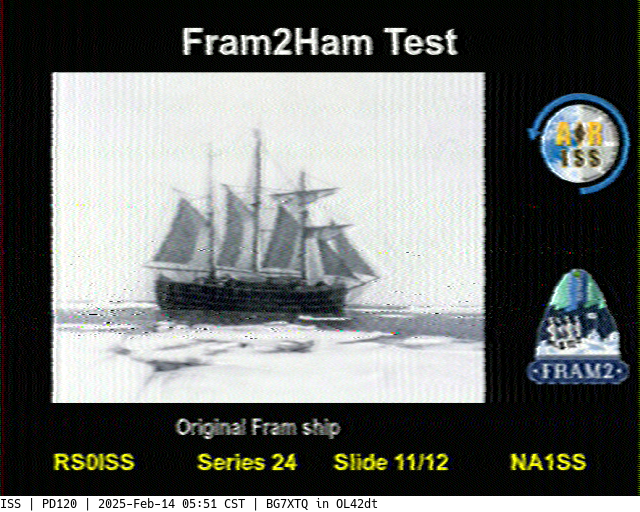 Fram2Ham Test
ARISS
FRAM2
Original Fram ship
RS0ISS Series 24 Slide 11/12 NA1SS
ISS | PD120 | 2025-Feb-14 05:51 CST | BG7XTQ in OL42dt